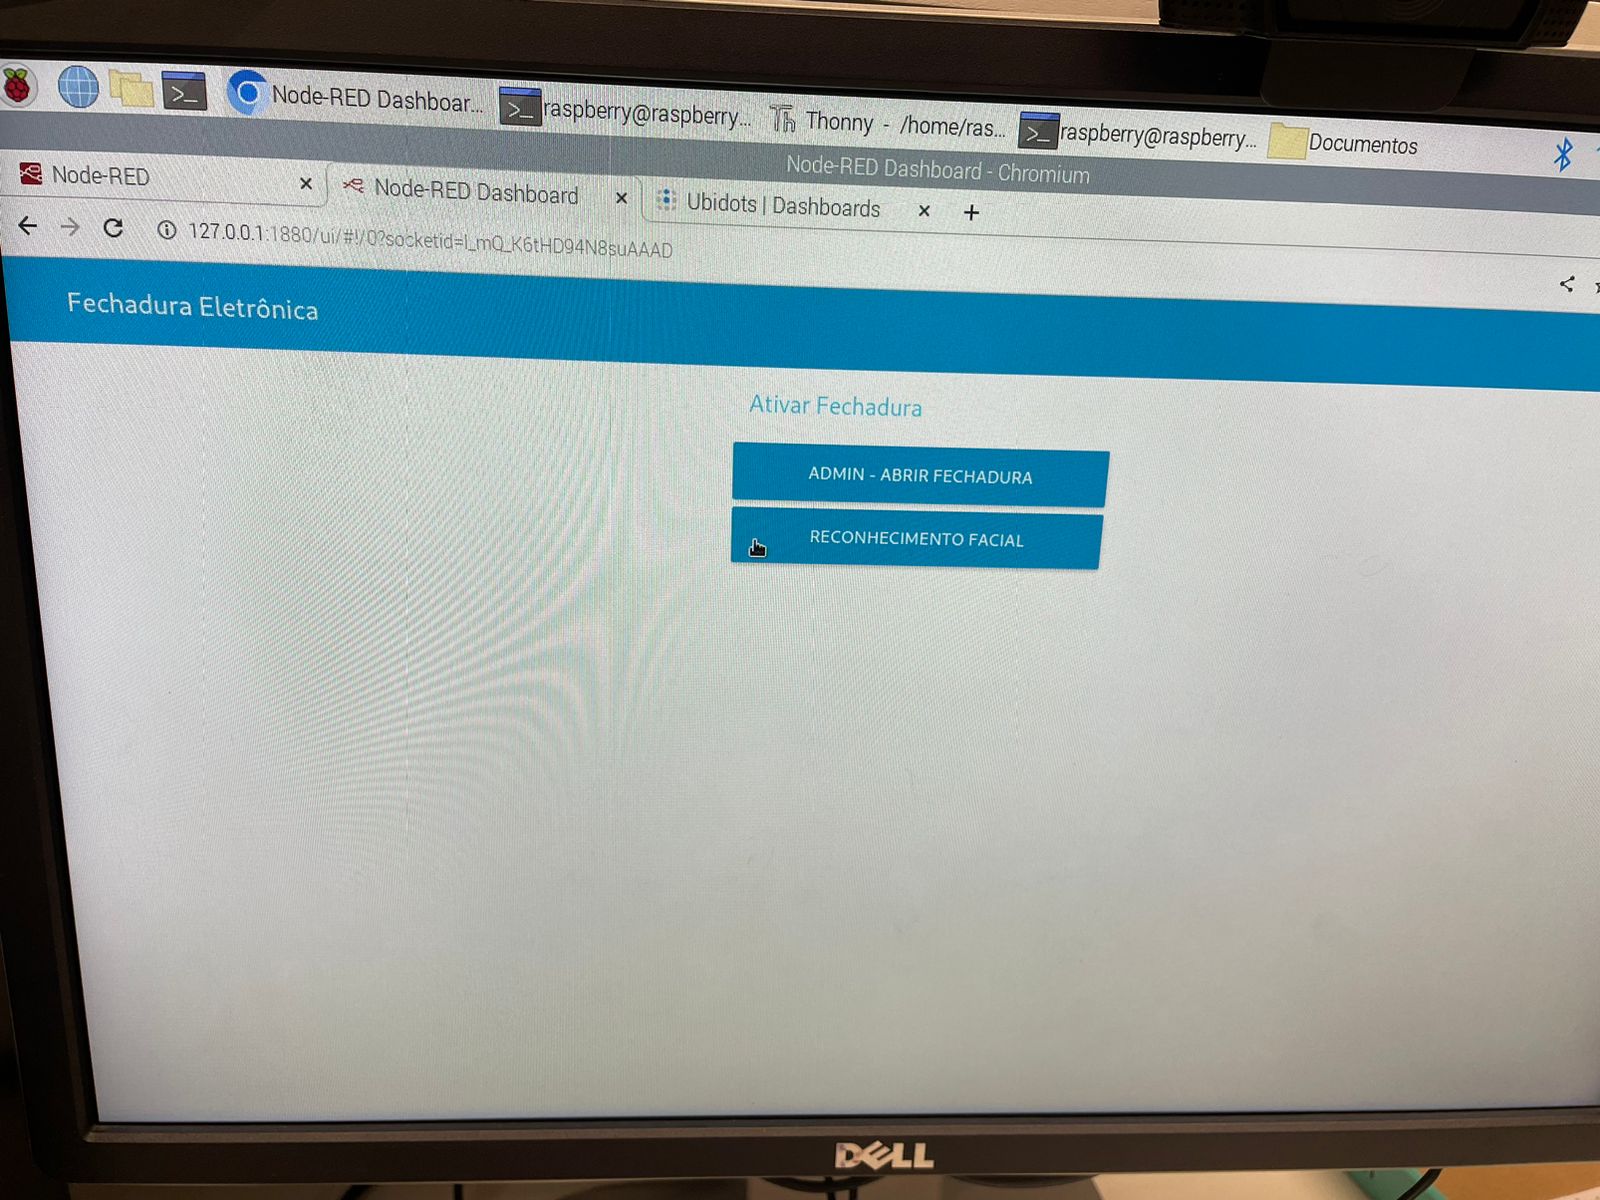 Node-RED Dashboar...
raspberry@raspberry...
Thonny - /home/ras...
raspberry@raspberry...
Documentos
Node-RED Dashboard - Chromium
Node-RED
Node-RED Dashboard
Ubidots | Dashboards
127.0.0.1:1880/ui/#!/0?socketid=I_mQ_K6tHD94N8suAAAD
Fechadura Eletrônica
Ativar Fechadura
ADMIN - ABRIR FECHADURA
RECONHECIMENTO FACIAL
DELL